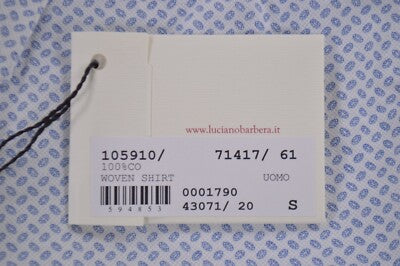 www.lucianobarbera.it
105910/ 71417/ 61
100%CO
WOVEN SHIRT UOMO
0001790
594853 43071/ 20 S